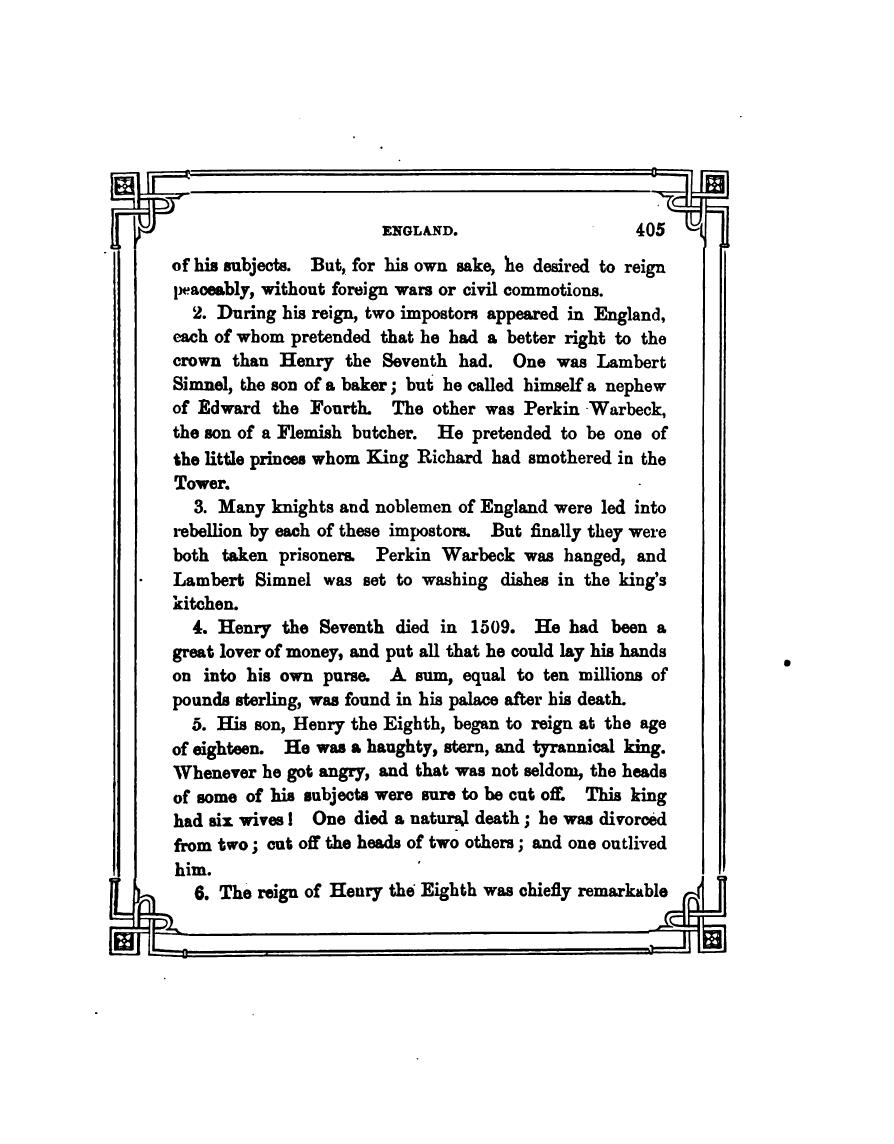 ENGLAND. 405
of his subjects. But, for his own sake, he desired to reign
peaceably, without foreign wars or civil commotions.
2. During his reign, two impostors appeared in England,
each of whom pretended that he had a better right to the
crown than Henry the Seventh had. One was Lambert
Simnel, the son of a baker; but he called himself a nephew
of Edward the Fourth. The other was Perkin Warbeck,
the son of a Flemish butcher. He pretended to be one of
the little princes whom King Richard had smothered in the
Tower.
3. Many knights and noblemen of England were led into
rebellion by each of these impostors. But finally they were
both taken prisoners. Perkin Warbeck was hanged, and
Lambert Simnel was set to washing dishes in the king's
kitchen.
4. Henry the Seventh died in 1509. He had been a
great lover of money, and put all that he could lay his hands
on into his own purse. A sum, equal to ten millions of
pounds sterling, was found in his palace after his death.
5. His son, Henry the Eighth, began to reign at the age
of eighteen. He was a haughty, stern, and tyrannical king.
Whenever he got angry, and that was not seldom, the heads
of some of his subjects were sure to be cut off. This king
had six wives! One died a natural death; he was divorced
from two; cut off the heads of two others; and one outlived
him.
6. The reign of Henry the Eighth was chiefly remarkable